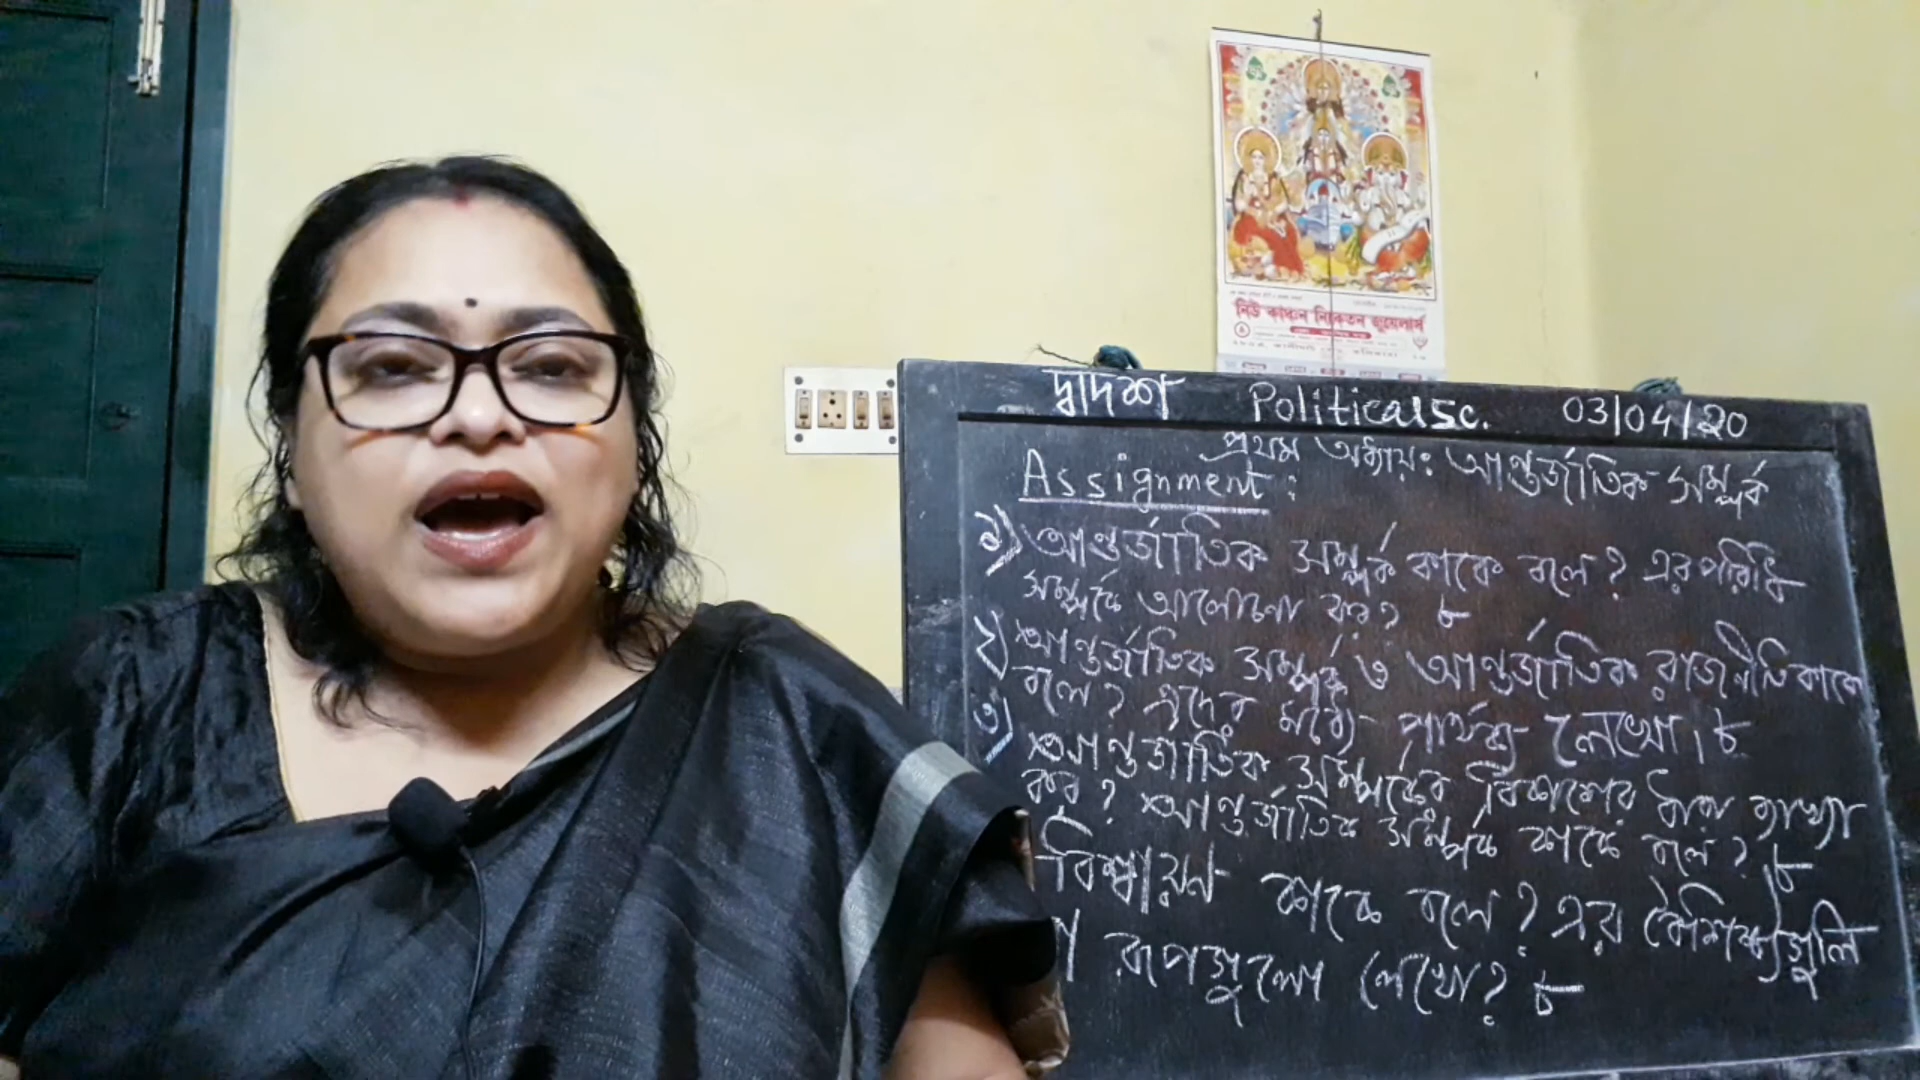 নিউ কাঞ্চন নিকেতন জুয়েলার্স
দ্বাদশ Political Sc. 03/04/20
প্রথম অধ্যায়ঃ আন্তর্জাতিক সম্পর্ক
Assignment:
১) আন্তর্জাতিক সম্পর্ক কাকে বলে? এর পরিধি
সম্পর্কে আলোচনা কর? ৮
২) আন্তর্জাতিক সম্পর্ক ও আন্তর্জাতিক রাজনীতি কাকে
বলে? এদের মধ্যে পার্থক্য লেখো। ৮
৩) আন্তর্জাতিক সম্পর্কের বিকাশের ধারা ব্যাখ্যা
কর? আন্তর্জাতিক সম্পর্ক কাকে বলে? ৮
বিশ্বায়ন কাকে বলে? এর বৈশিষ্ট্যগুলি
রূপগুলো লেখো? ৮